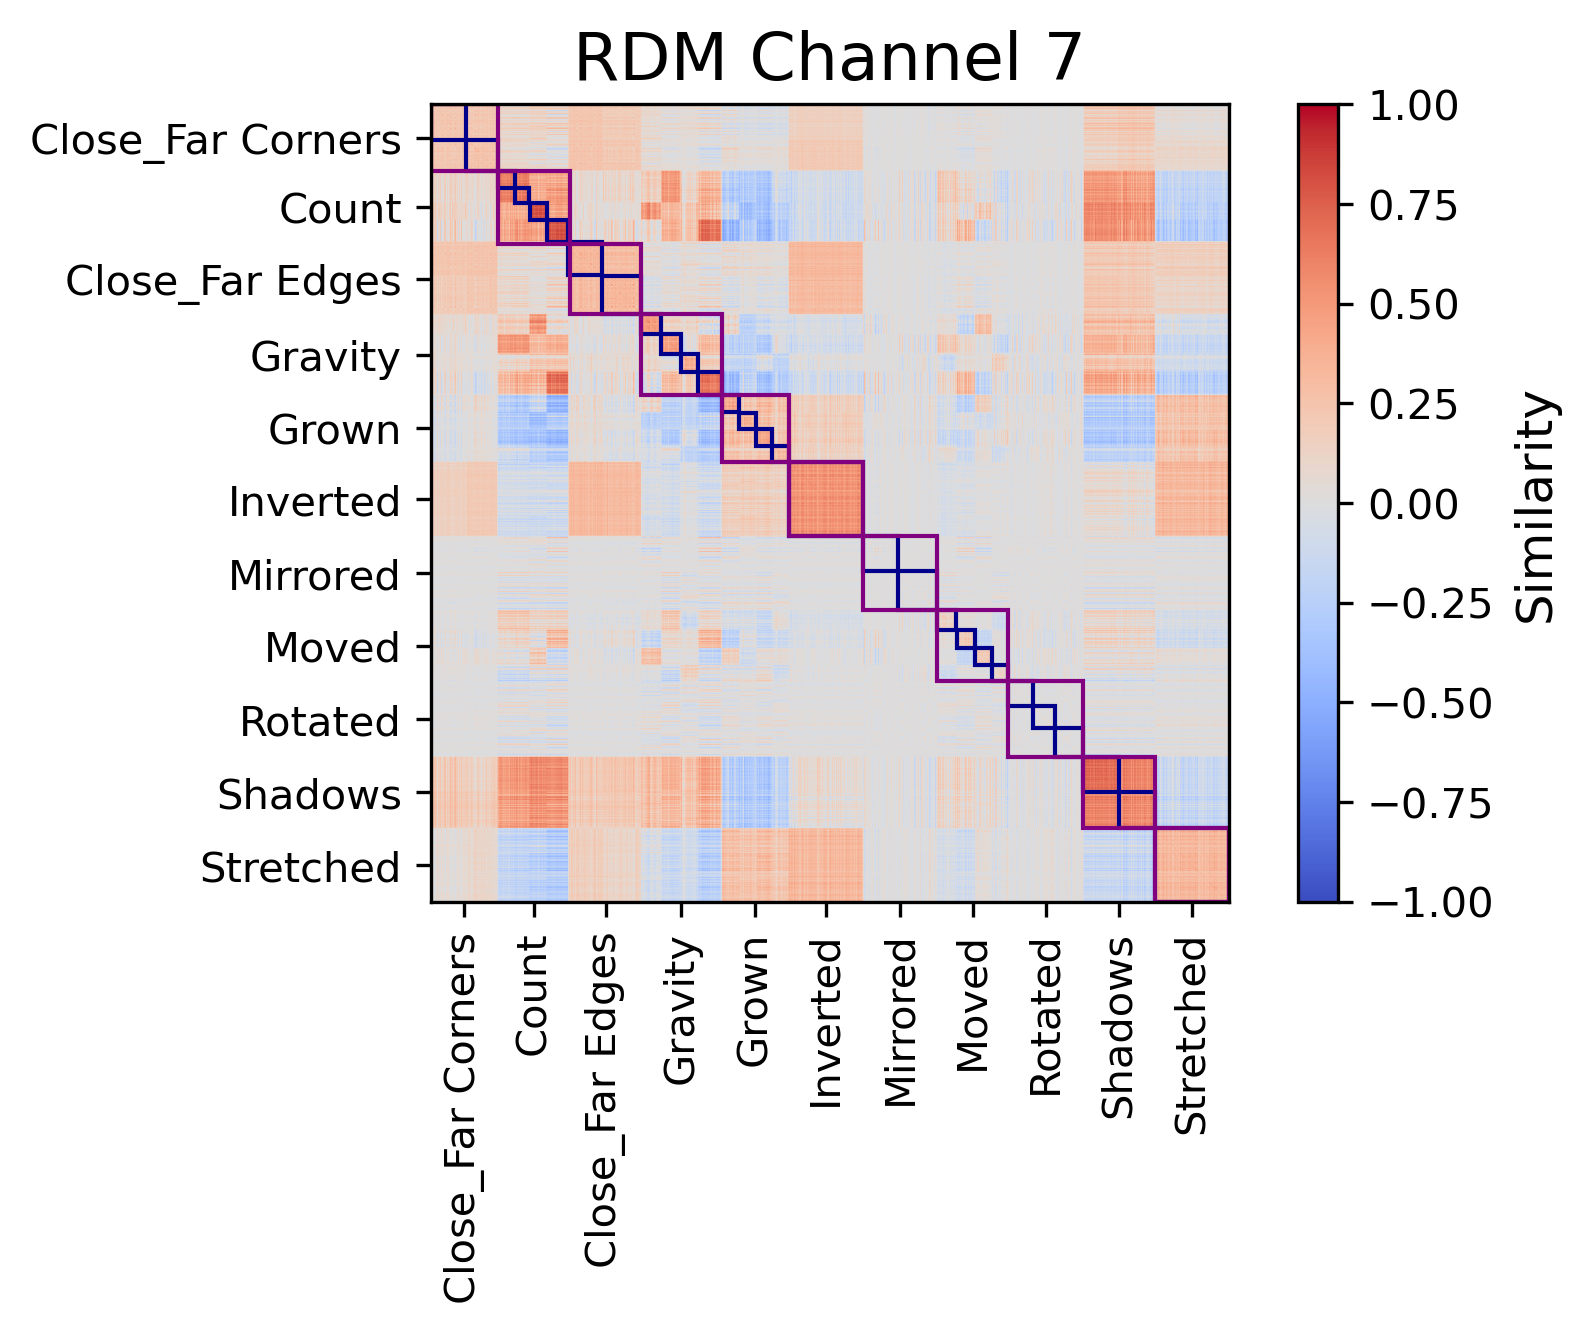 RDM Channel 7
Close_Far Corners
Count
Close_Far Edges
Gravity
Grown
Inverted
Mirrored
Moved
Rotated
Shadows
Stretched
Close_Far Corners
Count
Close_Far Edges
Gravity
Grown
Inverted
Mirrored
Moved
Rotated
Shadows
Stretched
1.00
0.75
0.50
0.25
0.00
−0.25
−0.50
−0.75
−1.00
Similarity